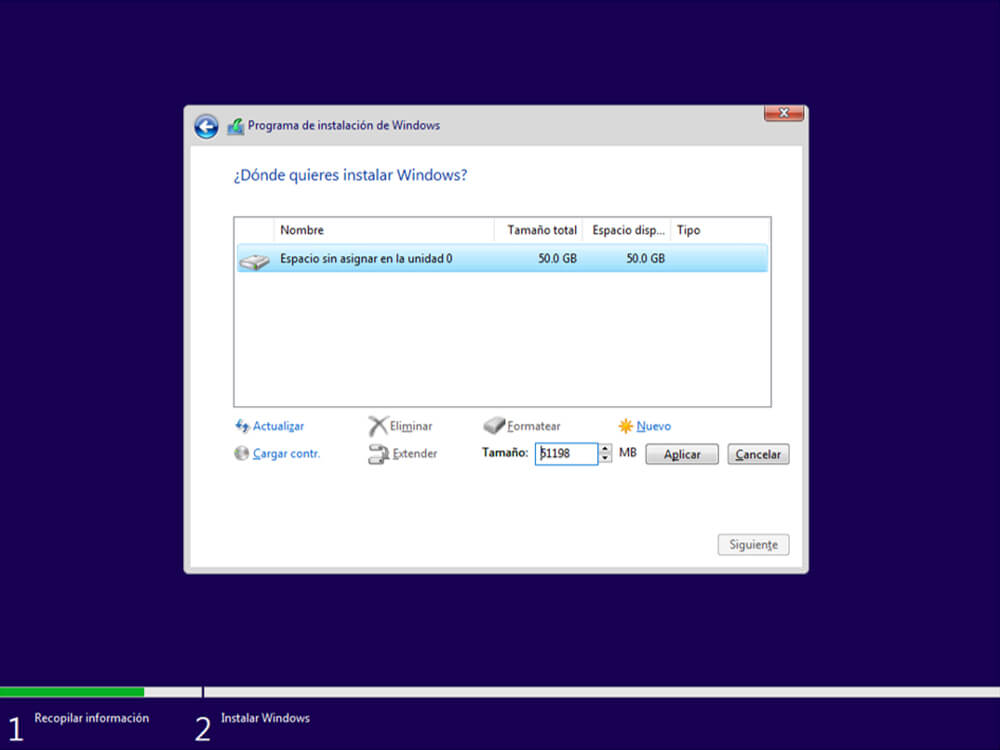 Programa de instalación de Windows
¿Dónde quieres instalar Windows?
Nombre Tamaño total Espacio disp... Tipo
Espacio sin asignar en la unidad 0 50.0 GB 50.0 GB
Actualizar Eliminar Formatear Nuevo
Cargar contr. Extender Tamaño: 51198 MB Aplicar Cancelar
Siguiente
1 Recopilar información 2 Instalar Windows